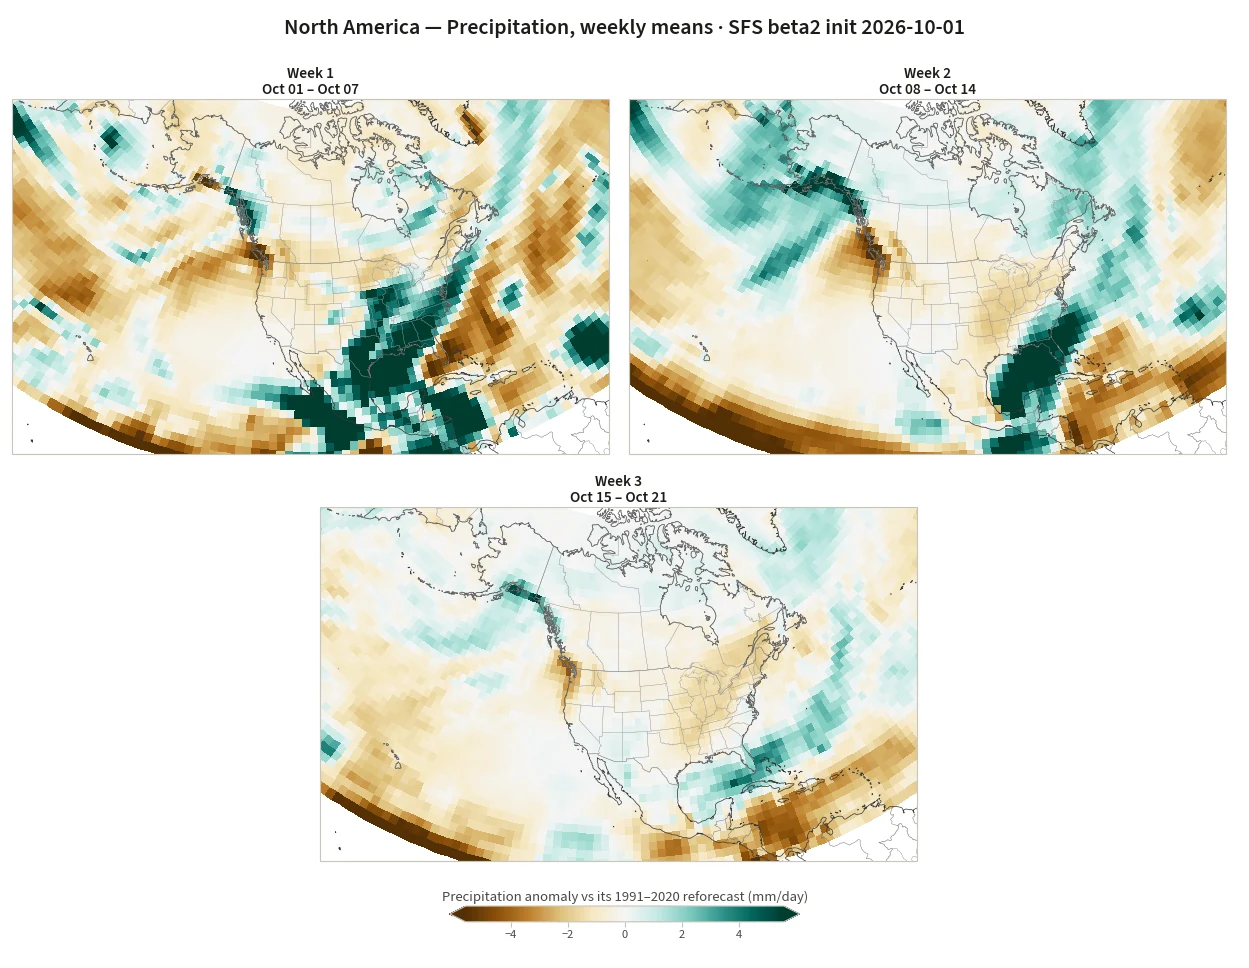 North America — Precipitation, weekly means · SFS beta2 init 2026-10-01
Week 1
Oct 01 – Oct 07
Week 2
Oct 08 – Oct 14
Week 3
Oct 15 – Oct 21
Precipitation anomaly vs its 1991–2020 reforecast (mm/day)
−4 −2 0 2 4